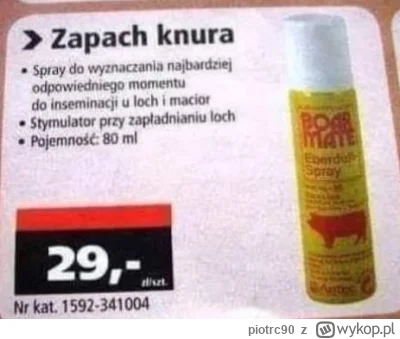 > Zapach knura
• Spray do wyznaczania najbardziej
odpowiedniego momentu
do inseminacji u loch i macior
• Stymulator przy zapładnianiu loch
• Pojemność: 80 ml
29,-
zł/szt.
Nr kat. 1592-341004
BOAR
MATE
Eberduft-
Spray
Antec
piotrc90 z wykop.pl